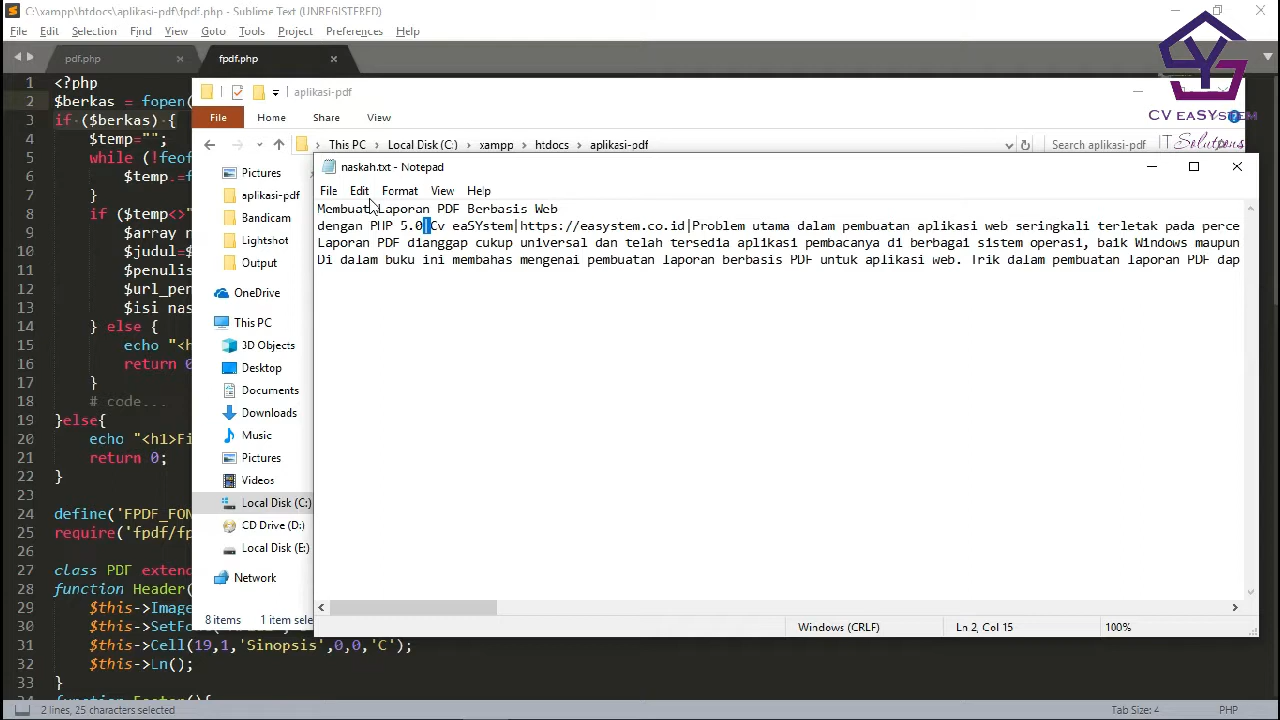 C:\xampp\htdocs\aplikasi-pdf\fpdf.php - Sublime Text (UNREGISTERED)
File Edit Selection Find View Goto Tools Project Preferences Help
pdf.php
fpdf.php
1 <?php
2 $berkas = fopen(
3 if ($berkas) {
4 $temp="";
5 while (!feof
6 $temp.=f
7 }
8 if ($temp<>"
9 $array n
10 $judul=
11 $penulis
12 $url_pen
13 $isi nas
14 } else {
15 echo "<h
16 return 0
17 }
18 # code...
19 }else{
20 echo "<h1>Fi
21 return 0;
22 }
23
24 define('FPDF_FON
25 require('fpdf/fp
26
27 class PDF extend
28 function Header(
29 $this->Image
30 $this->SetFo
31 $this->Cell(19,1,'Sinopsis',0,0,'C');
32 $this->Ln();
33 }
34 function Footer(){
2 lines, 25 characters selected
Tab Size: 4
PHP
aplikasi-pdf
File Home Share View
This PC Local Disk (C:) xampp htdocs aplikasi-pdf
Search aplikasi-pdf
Pictures
aplikasi-pdf
Bandicam
Lightshot
Output
OneDrive
This PC
3D Objects
Desktop
Documents
Downloads
Music
Pictures
Videos
Local Disk (C:)
CD Drive (D:)
Local Disk (E:)
Network
8 items 1 item sele
naskah.txt - Notepad
File Edit Format View Help
Membuat Laporan PDF Berbasis Web
dengan PHP 5.0|Cv eaSYstem|https://easystem.co.id|Problem utama dalam pembuatan aplikasi web seringkali terletak pada perce
Laporan PDF dianggap cukup universal dan telah tersedia aplikasi pembacanya di berbagai sistem operasi, baik Windows maupun
Di dalam buku ini membahas mengenai pembuatan laporan berbasis PDF untuk aplikasi web. Trik dalam pembuatan laporan PDF dap
Windows (CRLF)
Ln 2, Col 15
100%
CV eaSYstem
IT Solutions